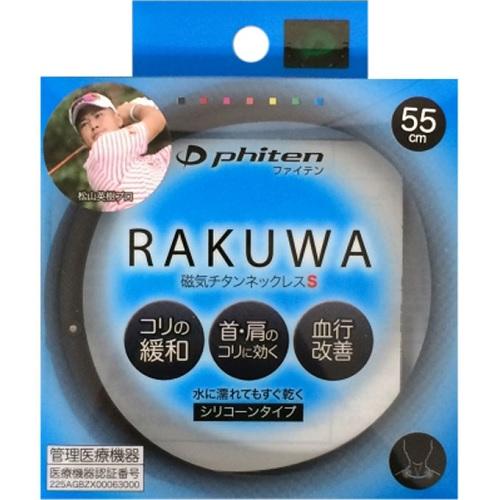 55
cm
phiten
ファイテン
松山英樹プロ
RAKUWA
磁気チタンネックレスS
コリの
緩和
首・肩の
コリに効く
血行
改善
水に濡れてもすぐ乾く
シリコーンタイプ
管理医療機器
医療機器認証番号
225AGBZX00063000